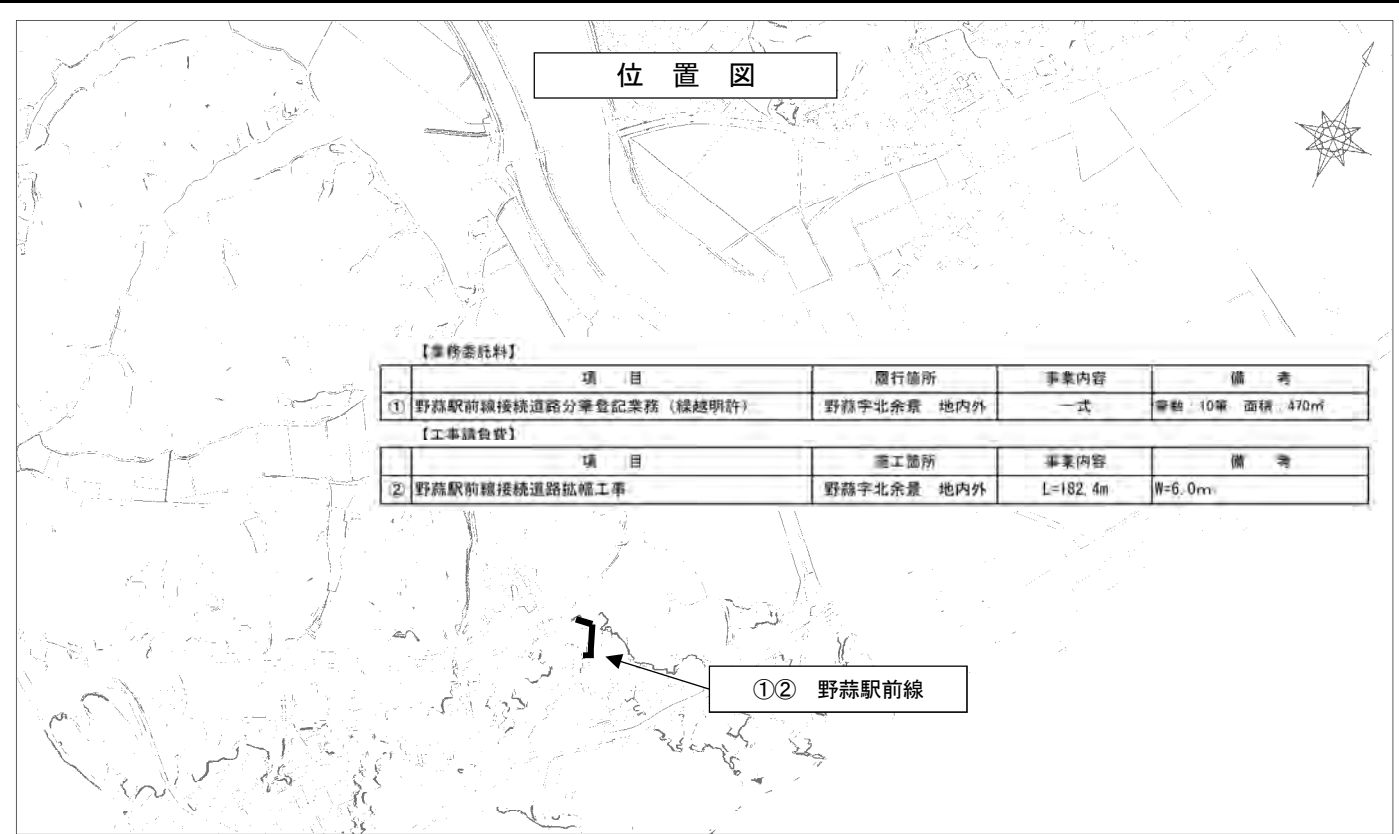 位 置 図
【業務委託料】
項 目 履行箇所 事業内容 備 考
① 野蒜駅前線接続道路分筆登記業務（繰越明許） 野蒜字北余景 地内外 一式 筆数：10筆 面積：470㎡
【工事請負費】
項 目 施工箇所 事業内容 備 考
② 野蒜駅前線接続道路拡幅工事 野蒜字北余景 地内外 L=182.4m W=6.0m
①② 野蒜駅前線